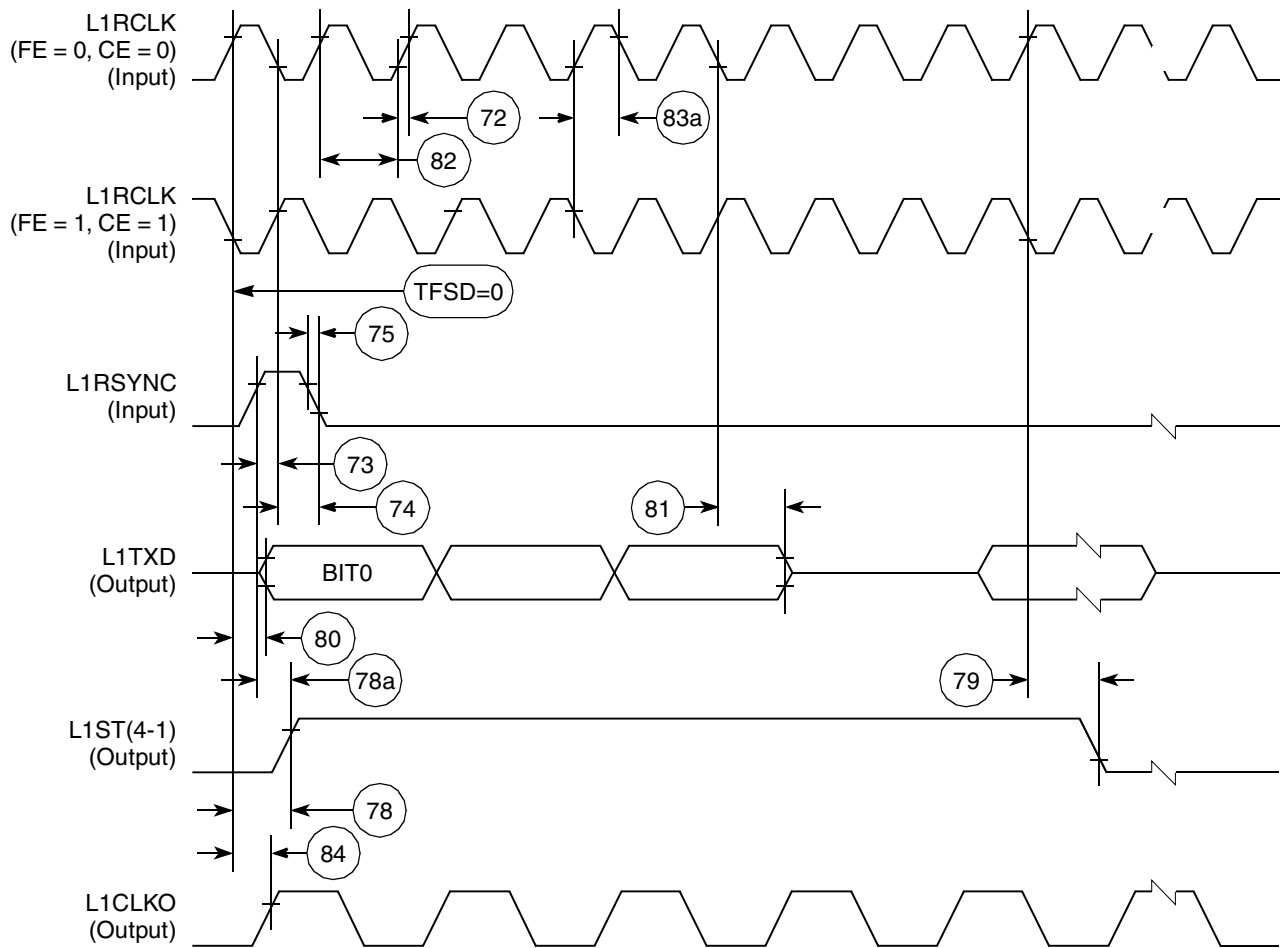 L1RCLK
(FE = 0, CE = 0)
(Input)
72
83a
82
L1RCLK
(FE = 1, CE = 1)
(Input)
TFSD=0
75
L1RSYNC
(Input)
73
74
81
L1TXD
(Output)
BIT0
80
78a
79
L1ST(4-1)
(Output)
78
84
L1CLKO
(Output)